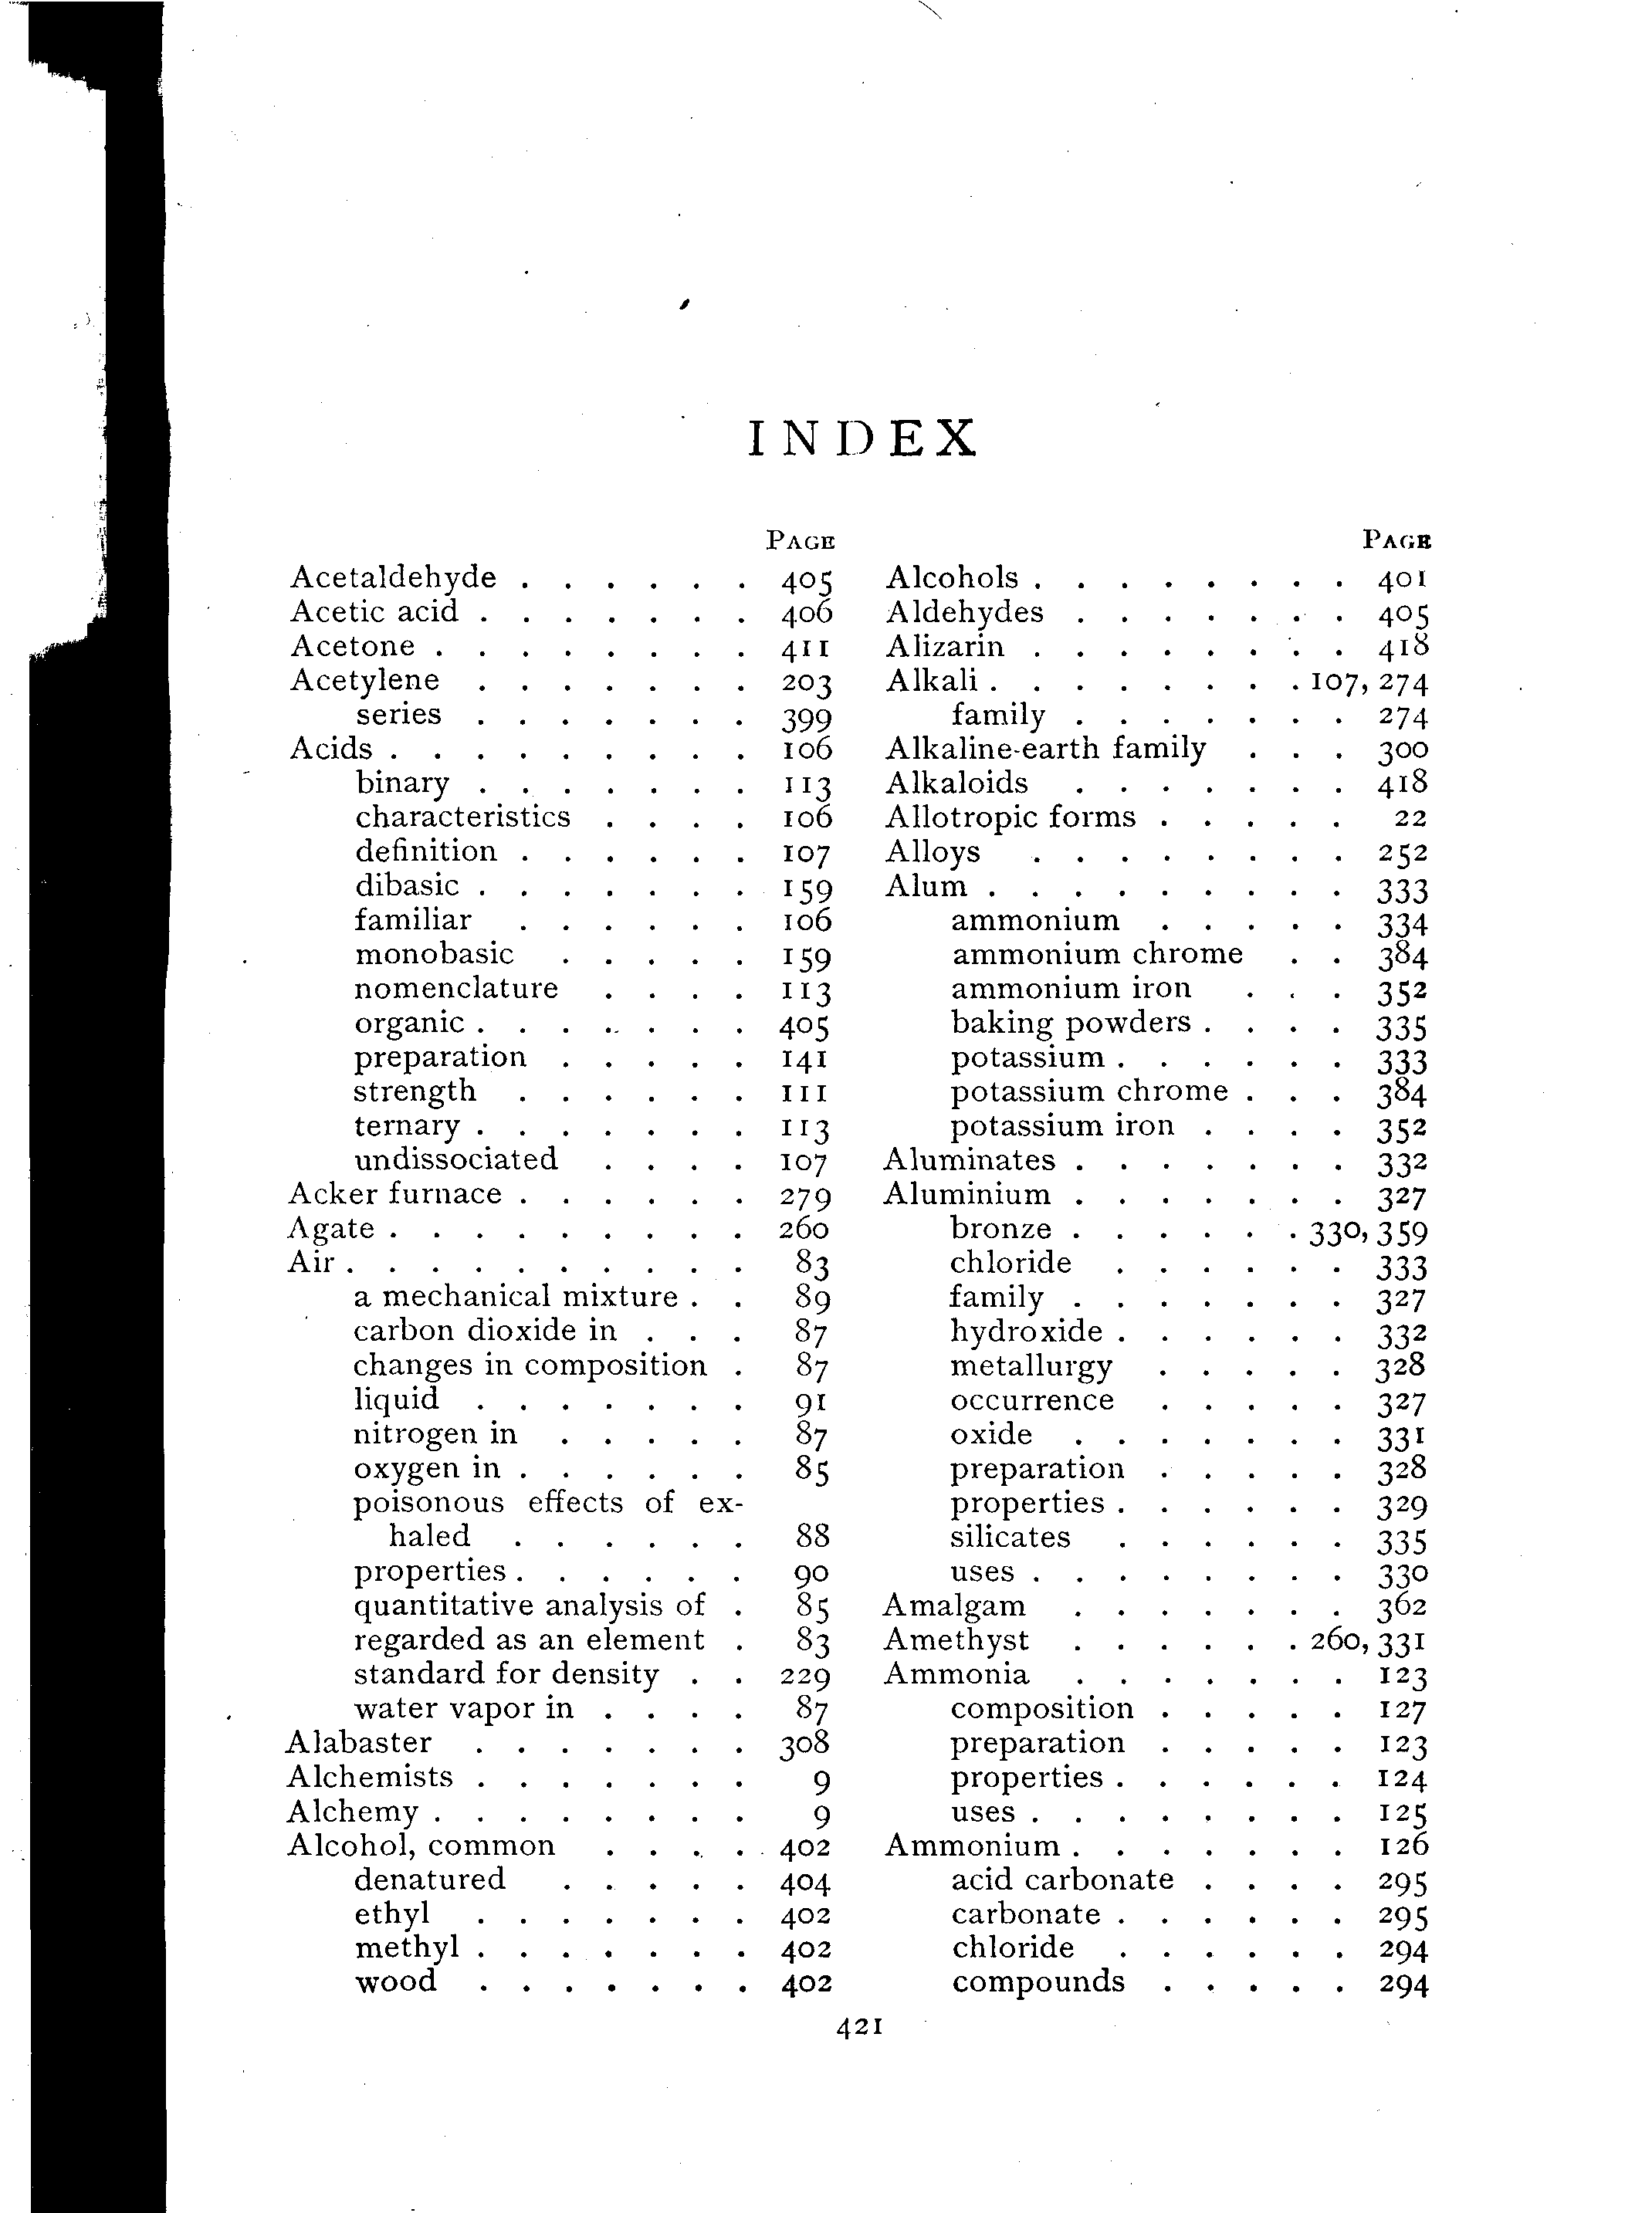 INDEX
PAGE
Acetaldehyde . . . . . . 405
Acetic acid . . . . . . . 406
Acetone . . . . . . . . 411
Acetylene . . . . . . . 203
series . . . . . . . 399
Acids . . . . . . . . . 106
binary . . . . . . . 113
characteristics . . . . 106
definition . . . . . . 107
dibasic . . . . . . . 159
familiar . . . . . . 106
monobasic . . . . . 159
nomenclature . . . . 113
organic . . . . . . . 405
preparation . . . . . 141
strength . . . . . . 111
ternary . . . . . . . 113
undissociated . . . . 107
Acker furnace . . . . . . 279
Agate . . . . . . . . . 260
Air . . . . . . . . . . 83
a mechanical mixture . . 89
carbon dioxide in . . . 87
changes in composition . 87
liquid . . . . . . . 91
nitrogen in . . . . . 87
oxygen in . . . . . . 85
poisonous effects of ex-
haled . . . . . . 88
properties . . . . . . 90
quantitative analysis of . 85
regarded as an element . 83
standard for density . . 229
water vapor in . . . . 87
Alabaster . . . . . . . 308
Alchemists . . . . . . . 9
Alchemy . . . . . . . . 9
Alcohol, common . . . . 402
denatured . . . . . 404
ethyl . . . . . . . 402
methyl . . . . . . . 402
wood . . . . . . . 402
PAGE
Alcohols . . . . . . . . 401
Aldehydes . . . . . . . 405
Alizarin . . . . . . . . 418
Alkali . . . . . . . . 107, 274
family . . . . . . . 274
Alkaline-earth family . . . 300
Alkaloids . . . . . . . 418
Allotropic forms . . . . . 22
Alloys . . . . . . . . 252
Alum . . . . . . . . . 333
ammonium . . . . . 334
ammonium chrome . . 384
ammonium iron . . . 352
baking powders . . . . 335
potassium . . . . . . 333
potassium chrome . . . 384
potassium iron . . . . 352
Aluminates . . . . . . . 332
Aluminium . . . . . . . 327
bronze . . . . . . 330, 359
chloride . . . . . . 333
family . . . . . . . 327
hydroxide . . . . . . 332
metallurgy . . . . . 328
occurrence . . . . . 327
oxide . . . . . . . 331
preparation . . . . . 328
properties . . . . . . 329
silicates . . . . . . 335
uses . . . . . . . . 330
Amalgam . . . . . . . 362
Amethyst . . . . . . 260, 331
Ammonia . . . . . . . 123
composition . . . . . 127
preparation . . . . . 123
properties . . . . . . 124
uses . . . . . . . . 125
Ammonium . . . . . . . 126
acid carbonate . . . . 295
carbonate . . . . . . 295
chloride . . . . . . 294
compounds . . . . . 294
421